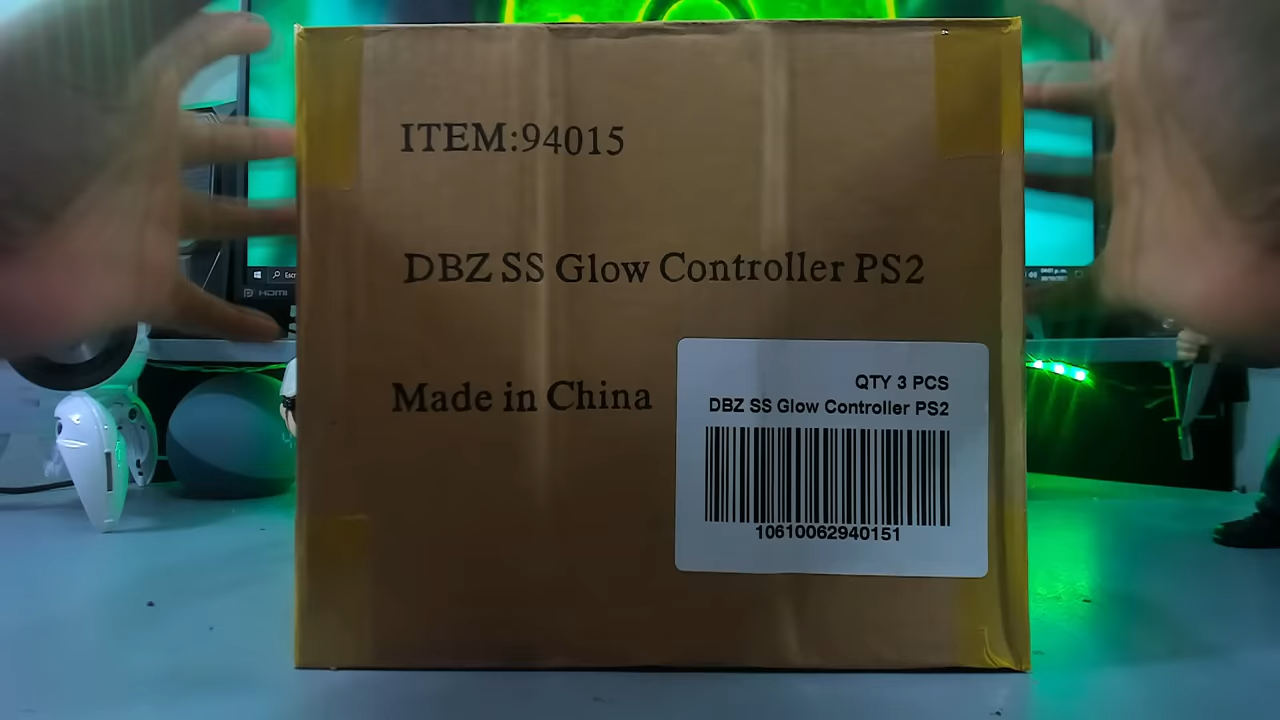 ITEM:94015
DBZ SS Glow Controller PS2
Made in China
QTY 3 PCS
DBZ SS Glow Controller PS2
10610062940151
HDMI